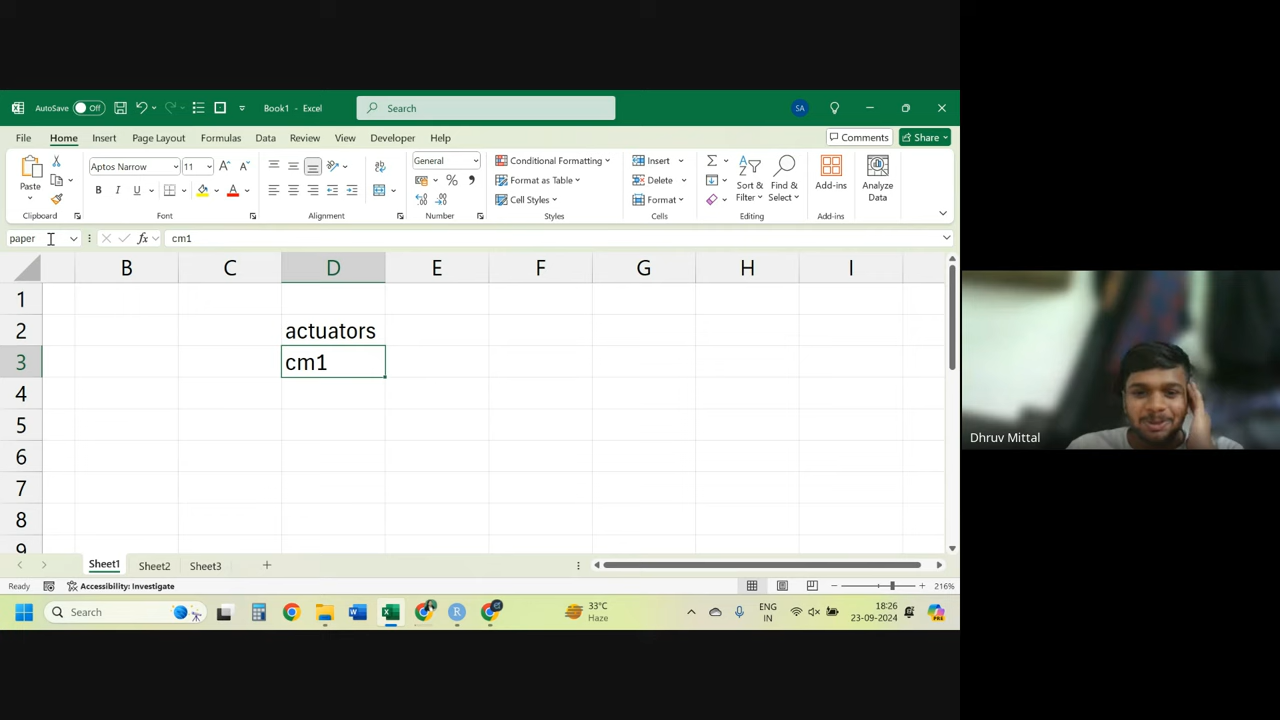 AutoSave Off Book1 - Excel Search SA
File Home Insert Page Layout Formulas Data Review View Developer Help Comments Share
Paste Aptos Narrow 11 General Conditional Formatting Insert
B I U Format as Table Delete Sort & Filter Find & Select Add-ins Analyze Data
Cell Styles Format
Clipboard Font Alignment Number Styles Cells Editing Add-ins
paper fx cm1
B C D E F G H I
1
2 actuators
3 cm1
4
5
6
7
8
9
Dhruv Mittal
Sheet1 Sheet2 Sheet3
Ready Accessibility: Investigate 216%
Search 33°C Haze ENG IN 18:26 23-09-2024